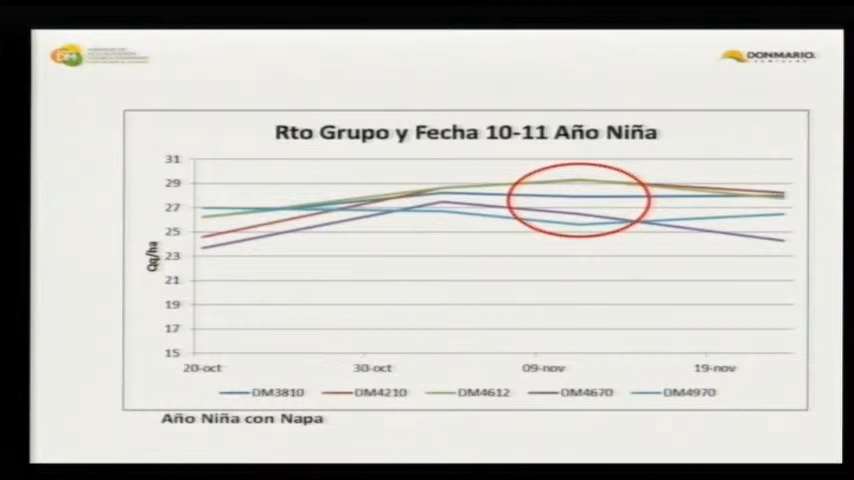 DM
DONMARIO.
Rto Grupo y Fecha 10-11 Año Niña
31
29
27
25
23
21
19
17
15
Qq/ha
20-oct 30-oct 09-nov 19-nov
DM3810 DM4210 DM4612 DM4670 DM4970
Año Niña con Napa